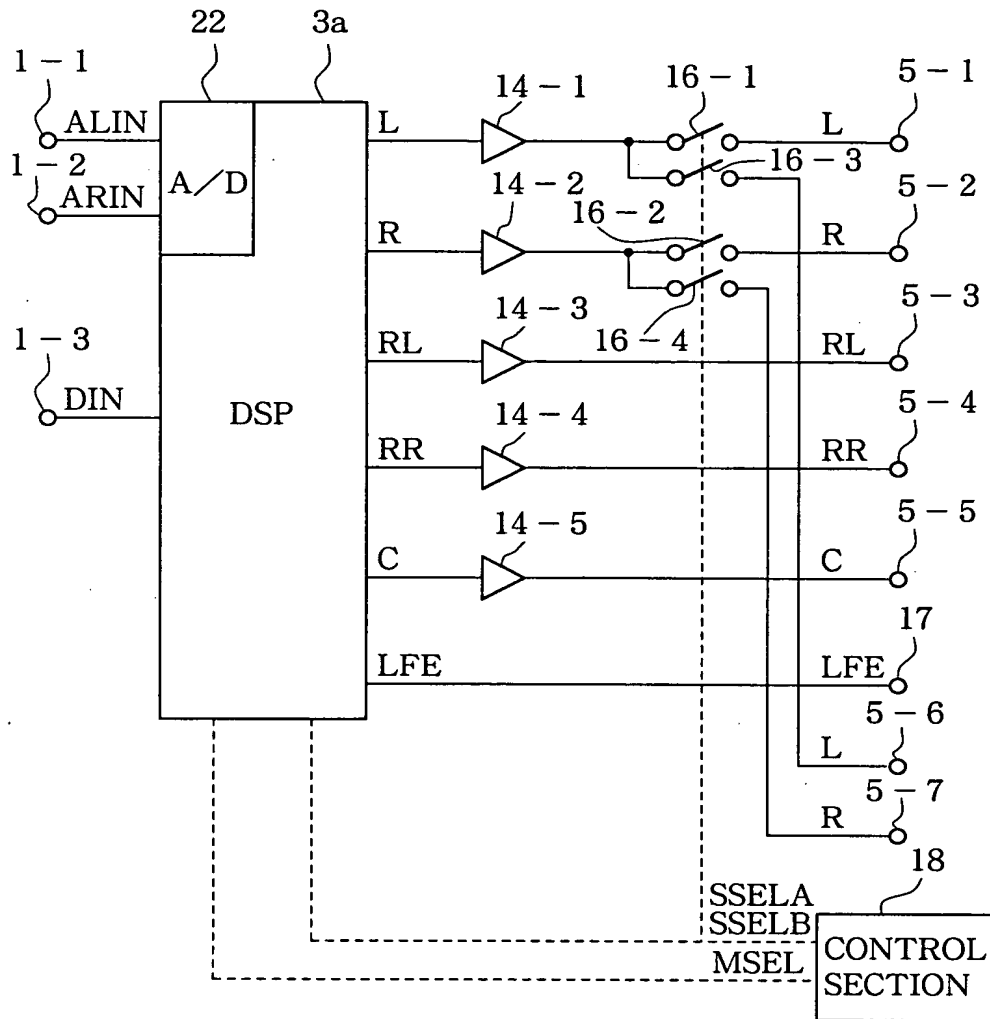 22
3a
1-1
ALIN
1-2
ARIN
A/D
1-3
DIN
DSP
L
14-1
16-1
L
5-1
16-3
R
14-2
16-2
R
5-2
16-4
RL
14-3
RL
5-3
RR
14-4
RR
5-4
C
14-5
C
5-5
LFE
LFE
17
5-6
L
5-7
R
18
SSELA
SSELB
MSEL
CONTROL
SECTION